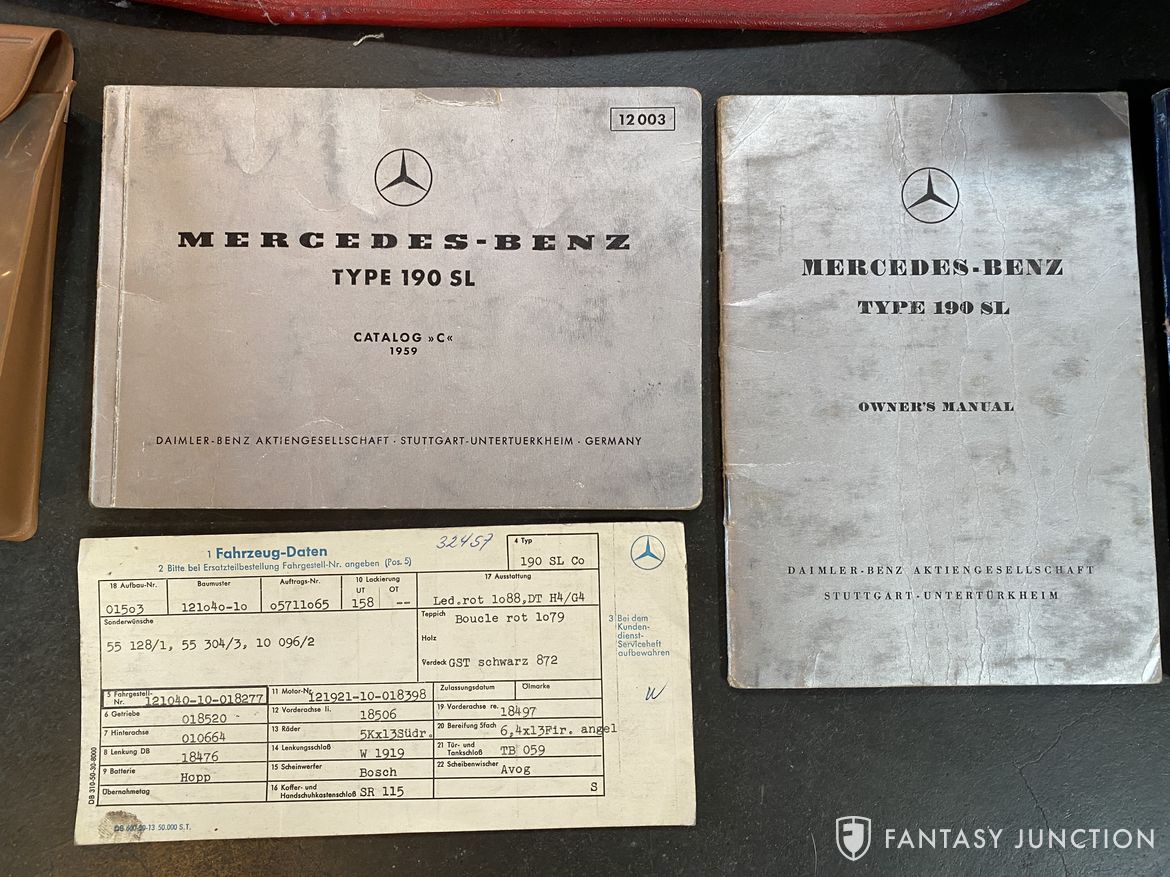 12 003
MERCEDES-BENZ
TYPE 190 SL
CATALOG »C«
1959
DAIMLER-BENZ AKTIENGESELLSCHAFT · STUTTGART-UNTERTUERKHEIM · GERMANY
MERCEDES-BENZ
TYPE 190 SL
OWNER'S MANUAL
DAIMLER-BENZ AKTIENGESELLSCHAFT
STUTTGART-UNTERTÜRKHEIM
1 Fahrzeug-Daten
2 Bitte bei Ersatzteilbestellung Fahrgestell-Nr. angeben (Pos. 5)
32457
4 Typ
190 SL Co
18 Aufbau-Nr. Baumuster Auftrags-Nr. 10 Lackierung 17 Ausstattung
UT OT
01503 121040-10 05711065 158 -- Led.rot 1088,DT H4/G4
Sonderwünsche
55 128/1, 55 304/3, 10 096/2
Teppich Boucle rot 1079
Holz
Verdeck GST schwarz 872
3 Bei dem
Kunden-
dienst-
Serviceheft
aufbewahren
5 Fahrgestell-Nr. 121040-10-018277 11 Motor-Nr. 121921-10-018398 Zulassungsdatum Ölmarke
6 Getriebe 018520 - 12 Vorderachse li. 18506 19 Vorderachse re. 18497
7 Hinterachse 010664 13 Räder 5Kx13Südr. 20 Bereifung 5fach 6,4x13Fir. angel
8 Lenkung DB 18476 14 Lenkungsschloß W 1919 21 Tür- und Tankschloß TB 059
9 Batterie Hopp 15 Scheinwerfer Bosch 22 Scheibenwischer Avog
Übernahmetag 16 Koffer- und Handschuhkastenschloß SR 115 S
DB 310-50-30-8000
50.000 S.T.
FANTASY JUNCTION